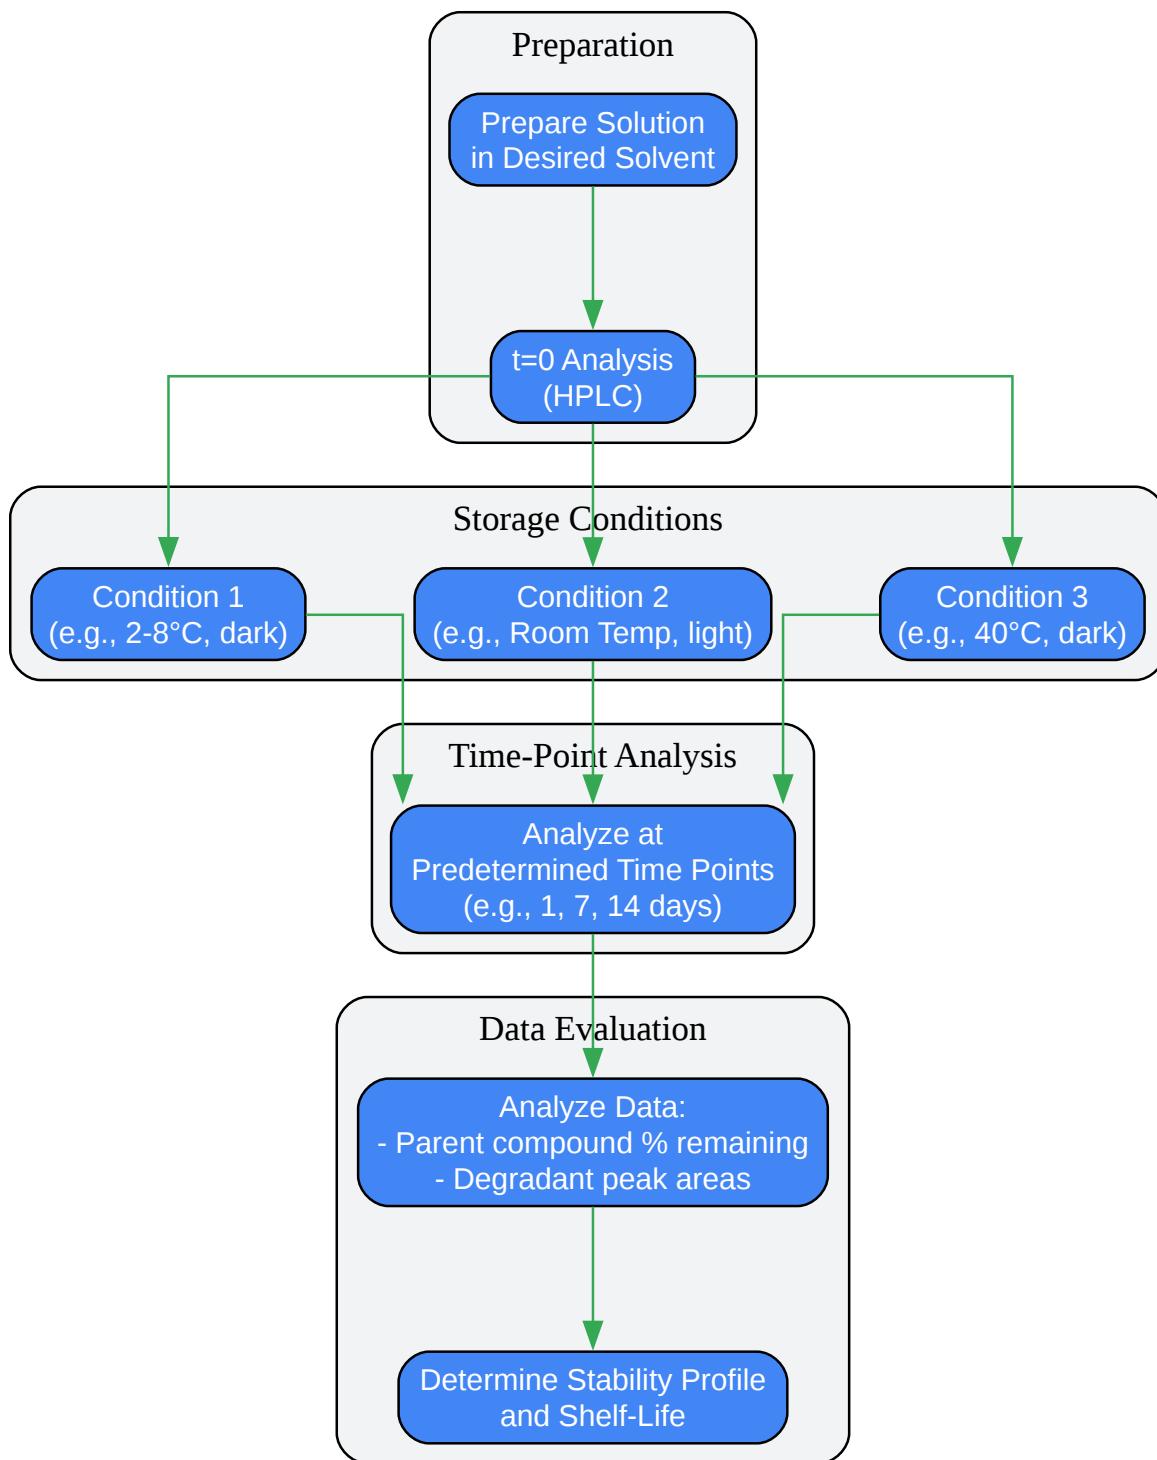 Preparation
Prepare Solution
in Desired Solvent
t=0 Analysis
(HPLC)
Storage Conditions
Condition 1
(e.g., 2-8°C, dark)
Condition 2
(e.g., Room Temp, light)
Condition 3
(e.g., 40°C, dark)
Time-Point Analysis
Analyze at
Predetermined Time Points
(e.g., 1, 7, 14 days)
Data Evaluation
Analyze Data:
- Parent compound % remaining
- Degradant peak areas
Determine Stability Profile
and Shelf-Life